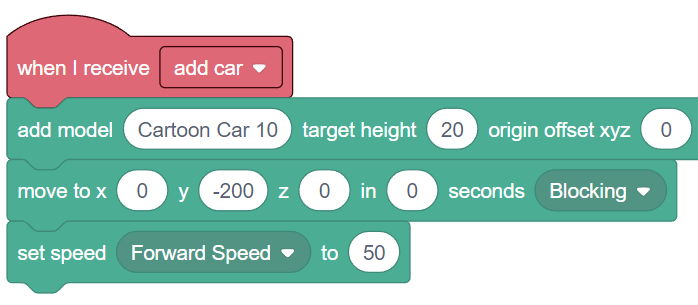 when I receive add car
add model Cartoon Car 10 target height 20 origin offset xyz 0
move to x 0 y -200 z 0 in 0 seconds Blocking
set speed Forward Speed to 50